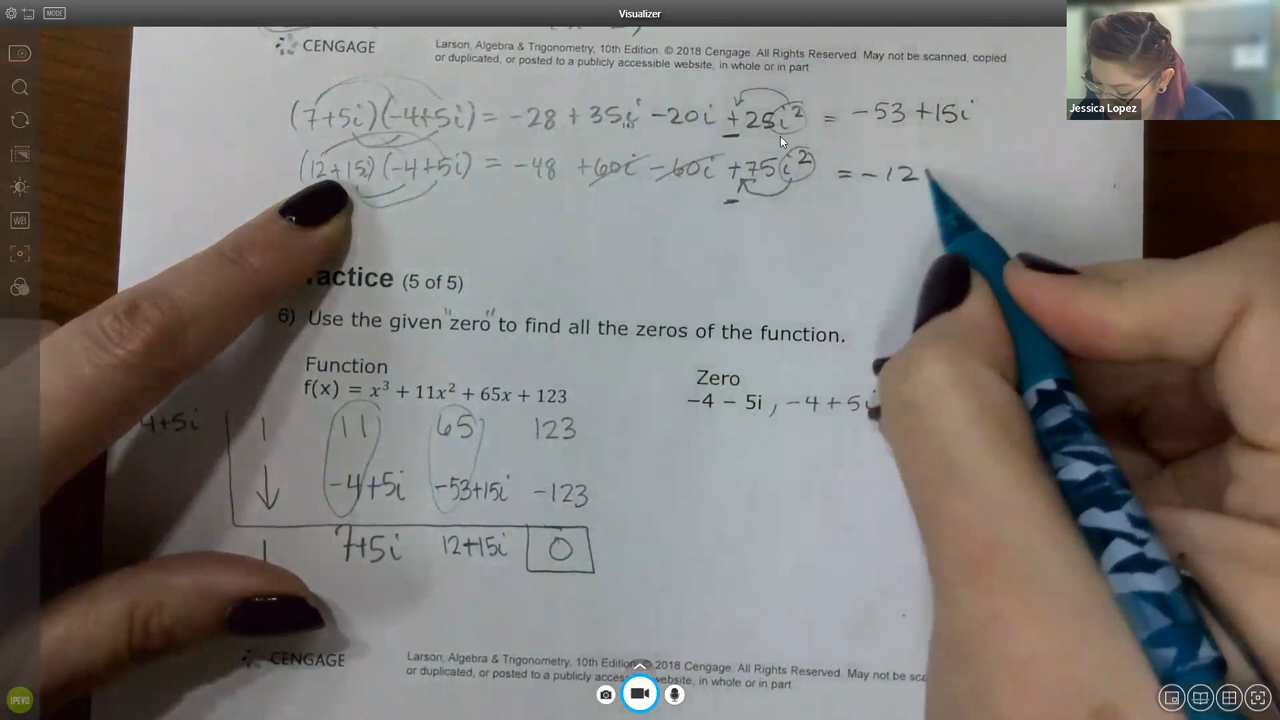 MODE
Visualizer
CENGAGE
Larson, Algebra & Trigonometry, 10th Edition. © 2018 Cengage. All Rights Reserved. May not be scanned, copied
or duplicated, or posted to a publicly accessible website, in whole or in part
Jessica Lopez
(7+5i)(-4+5i) = -28 + 35i -20i +25i² = -53 +15i
-
(12+15i)(-4+5i) = -48 +60i -60i +75i² = -12
-
actice (5 of 5)
6) Use the given "zero" to find all the zeros of the function.
Function
f(x) = x³ + 11x² + 65x + 123
Zero
-4 – 5i , -4 + 5i
4+5i 1 11 65 123
-4+5i -53+15i -123
1 7+5i 12+15i 0
CENGAGE
Larson, Algebra & Trigonometry, 10th Edition © 2018 Cengage. All Rights Reserved. May not be sca
or duplicated, or posted to a publicly access website, in whole or in part
WB
IPEVO